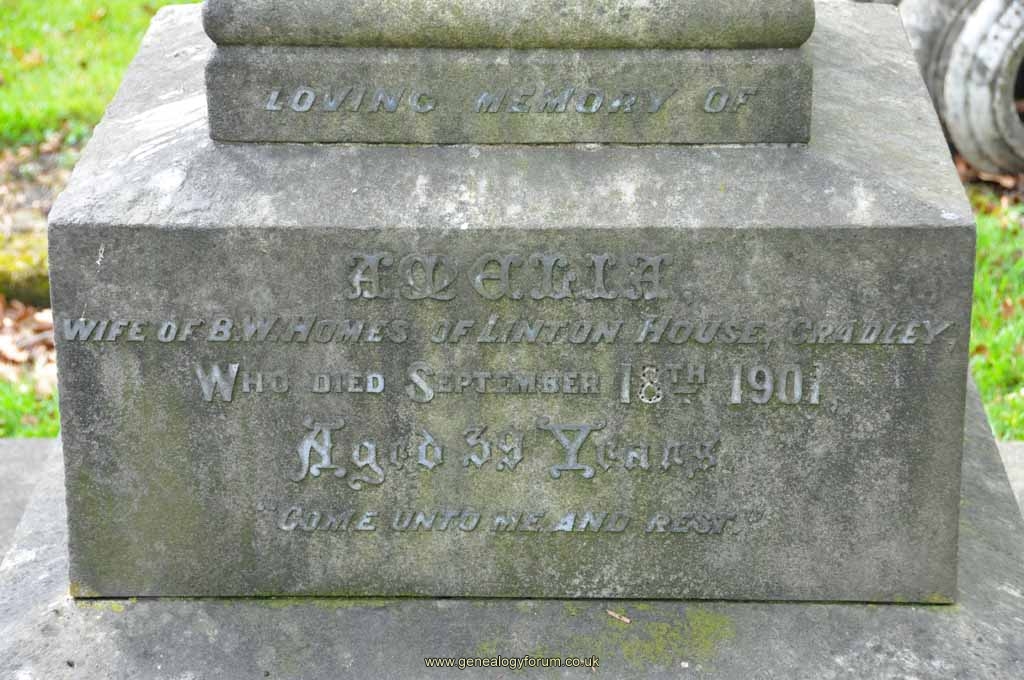 LOVING MEMORY OF
AMELIA,
WIFE OF B.W. HOMES OF LINTON HOUSE, CRADLEY,
WHO DIED SEPTEMBER 18TH 1901
Aged 39 Years.
"COME UNTO ME AND REST."
www.genealogyforum.co.uk